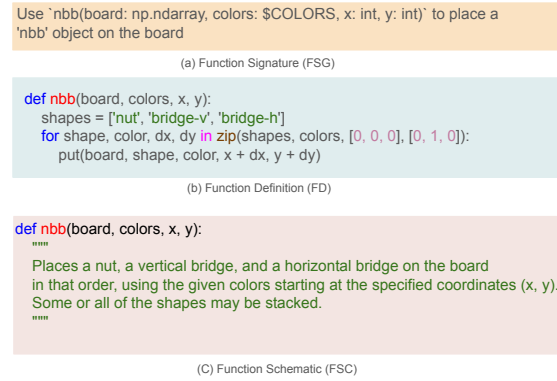 Use `nbb(board: np.ndarray, colors: $COLORS, x: int, y: int)` to place a
'nbb' object on the board
(a) Function Signature (FSG)
def nbb(board, colors, x, y):
shapes = ['nut', 'bridge-v', 'bridge-h']
for shape, color, dx, dy in zip(shapes, colors, [0, 0, 0], [0, 1, 0]):
put(board, shape, color, x + dx, y + dy)
(b) Function Definition (FD)
def nbb(board, colors, x, y):
"""
Places a nut, a vertical bridge, and a horizontal bridge on the board
in that order, using the given colors starting at the specified coordinates (x, y).
Some or all of the shapes may be stacked.
"""
(C) Function Schematic (FSC)